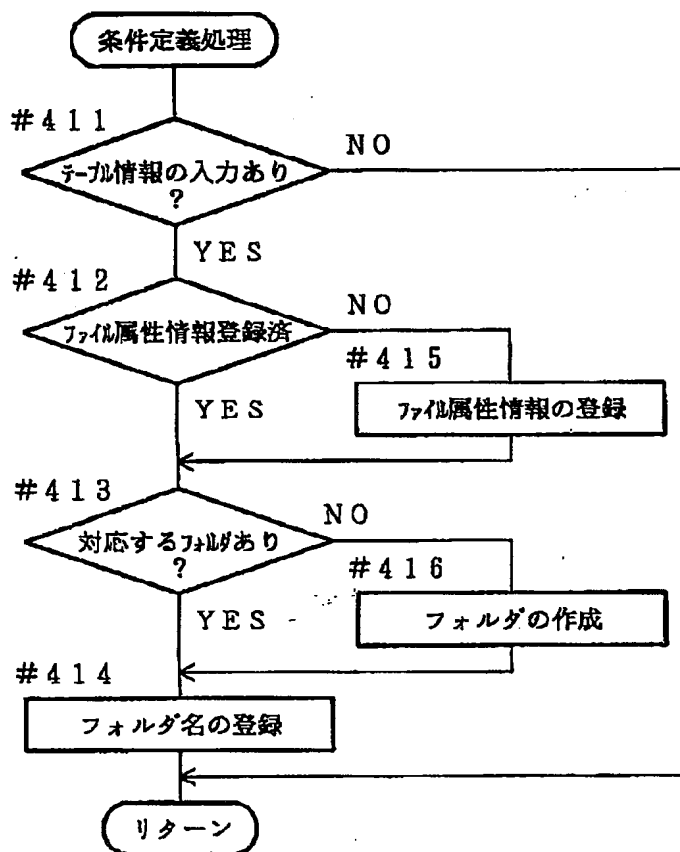 条件定義処理
#411
テーブル情報の入力あり
?
NO
YES
#412
ファイル属性情報登録済
NO
#415
ファイル属性情報の登録
YES
#413
対応するフォルダあり
?
NO
#416
フォルダの作成
YES
#414
フォルダ名の登録
リターン